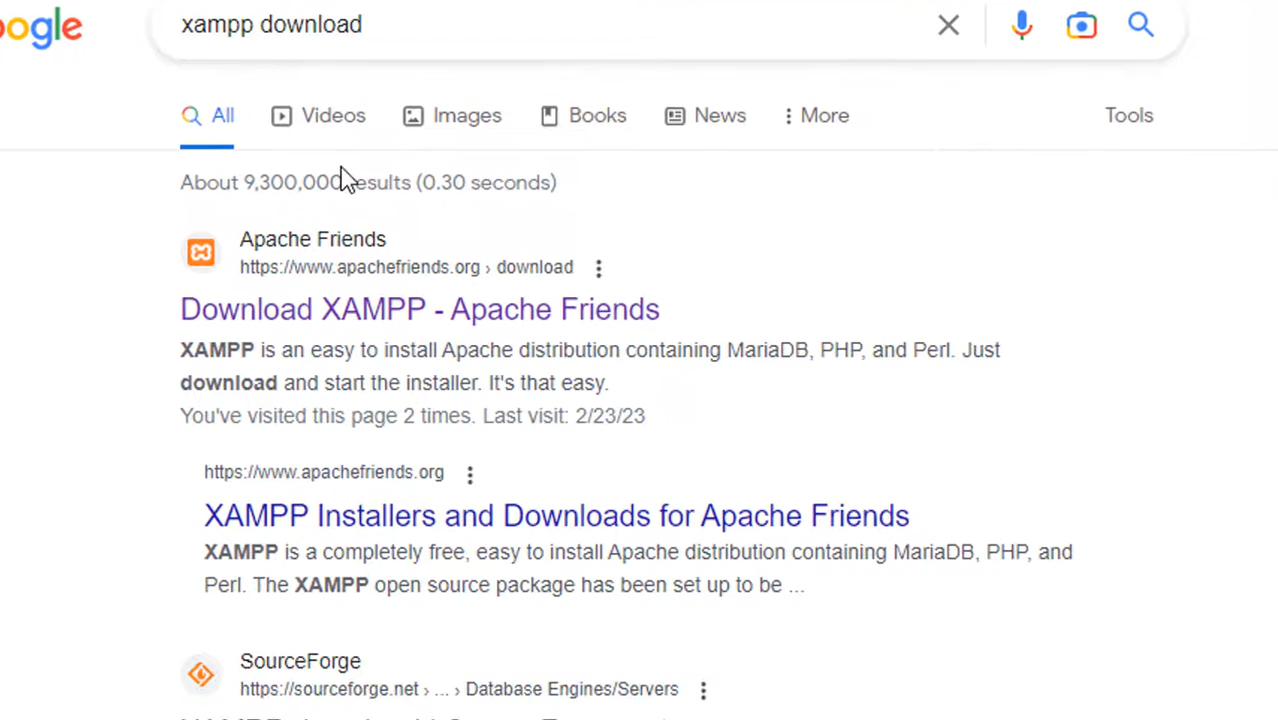 oogle
xampp download
All Videos Images Books News More Tools
About 9,300,000 results (0.30 seconds)
Apache Friends
https://www.apachefriends.org › download
Download XAMPP - Apache Friends
XAMPP is an easy to install Apache distribution containing MariaDB, PHP, and Perl. Just
download and start the installer. It's that easy.
You've visited this page 2 times. Last visit: 2/23/23
https://www.apachefriends.org
XAMPP Installers and Downloads for Apache Friends
XAMPP is a completely free, easy to install Apache distribution containing MariaDB, PHP, and
Perl. The XAMPP open source package has been set up to be ...
SourceForge
https://sourceforge.net › ... › Database Engines/Servers